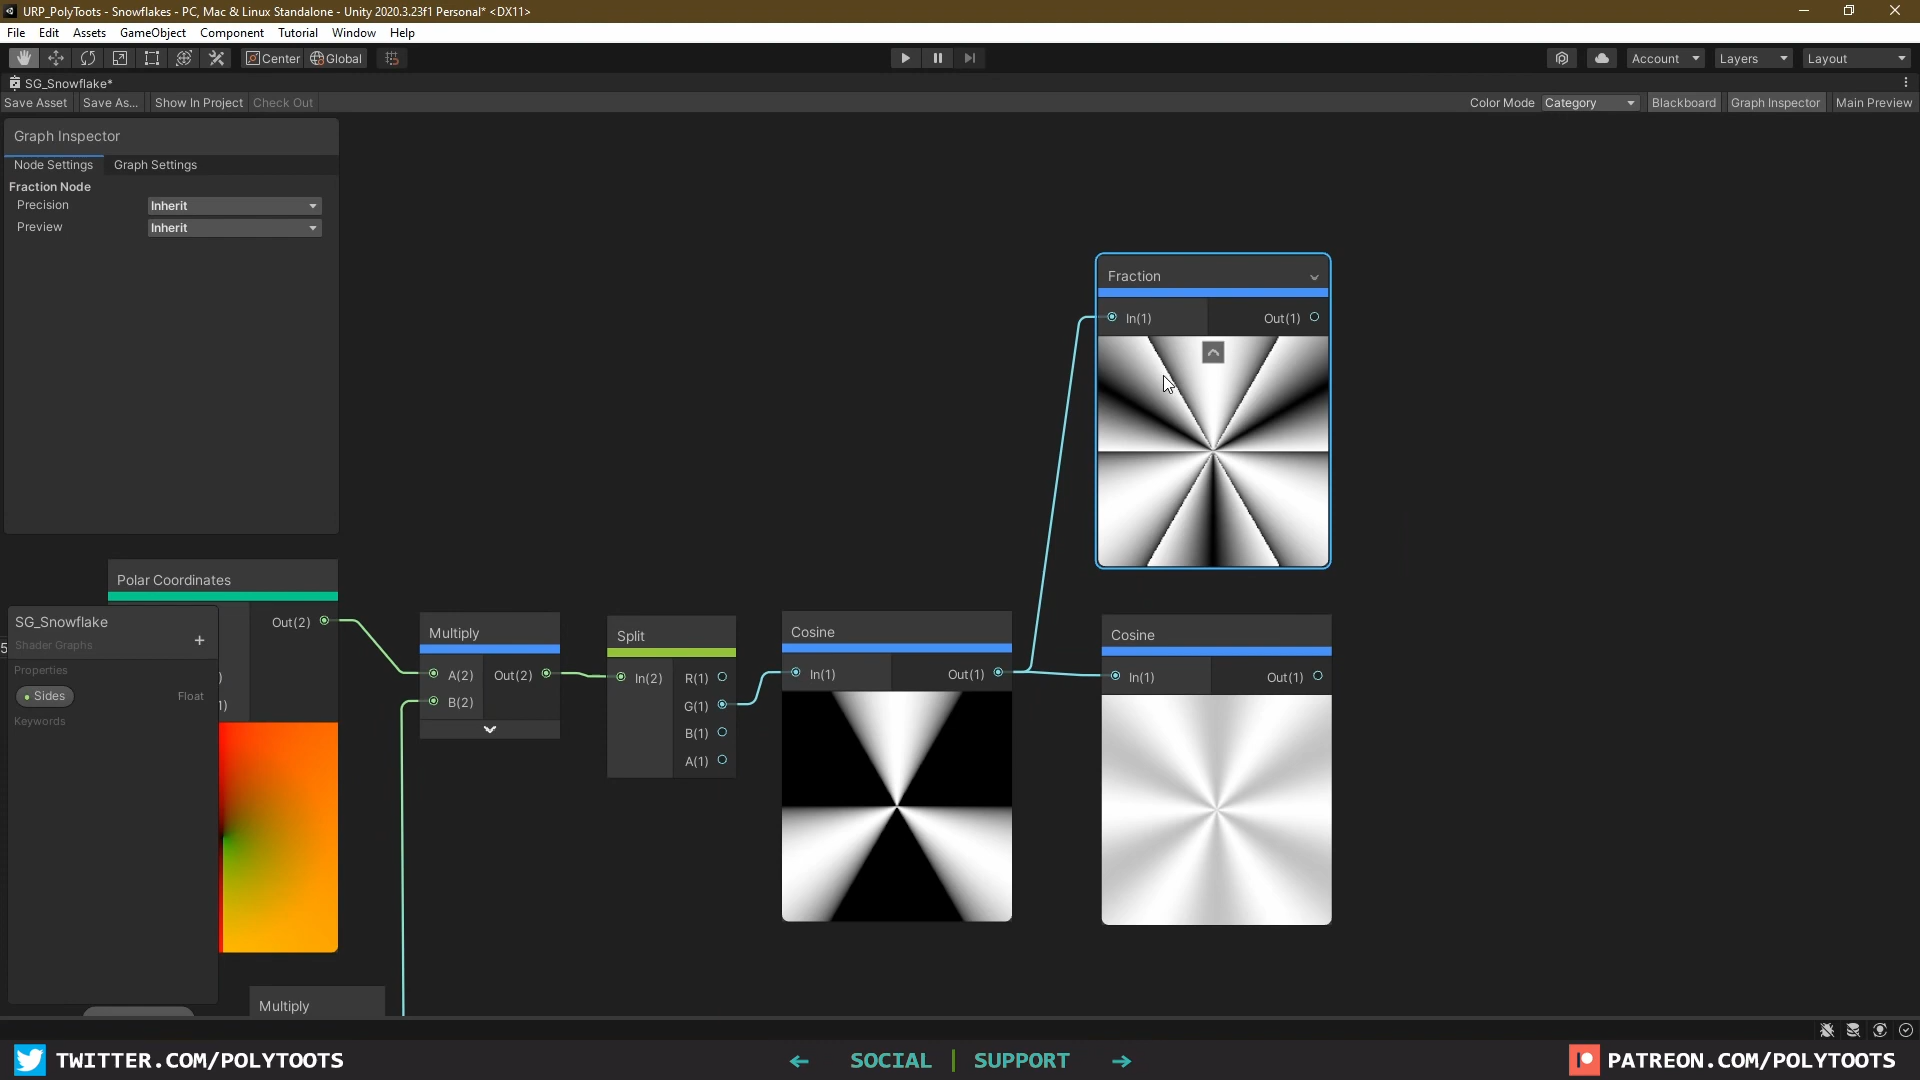 URP_PolyToots - Snowflakes - PC, Mac & Linux Standalone - Unity 2020.3.23f1 Personal* <DX11>
File Edit Assets GameObject Component Tutorial Window Help
Center Global Account Layers Layout
SG_Snowflake*
Save Asset Save As... Show In Project Check Out Color Mode Category Blackboard Graph Inspector Main Preview
Graph Inspector
Node Settings Graph Settings
Fraction Node
Precision Inherit
Preview Inherit
Fraction
In(1) Out(1)
Polar Coordinates
Out(2)
SG_Snowflake
Shader Graphs
Properties
Sides Float
Keywords
5
)
1)
Multiply
A(2) Out(2)
B(2)
Split
In(2) R(1)
G(1)
B(1)
A(1)
Cosine
In(1) Out(1)
Cosine
In(1) Out(1)
Multiply
TWITTER.COM/POLYTOOTS SOCIAL | SUPPORT PATREON.COM/POLYTOOTS